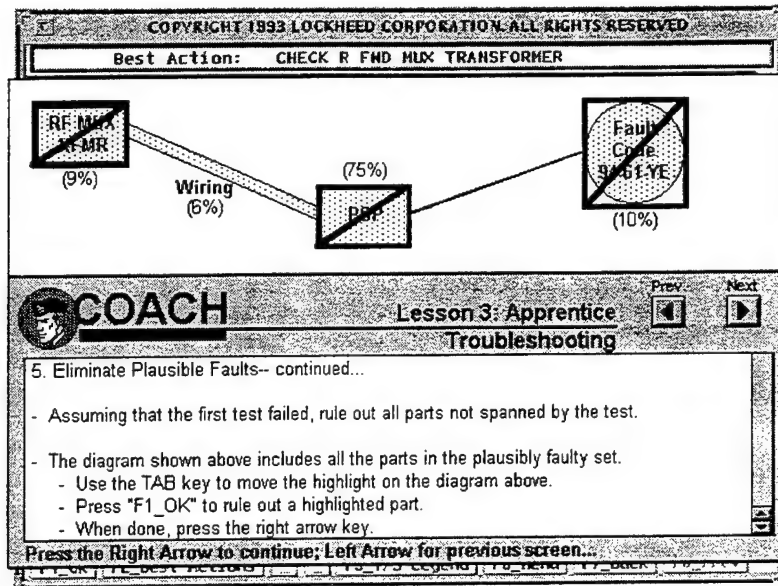 COPYRIGHT 1993 LOCKHEED CORPORATION. ALL RIGHTS RESERVED
Best Action: CHECK R FWD MUX TRANSFORMER
RF MUX
XFMR
(9%)
Wiring
(6%)
(75%)
PSP
Fault
Code
(10%)
COACH
Lesson 3: Apprentice
Troubleshooting
Prev
Next
5. Eliminate Plausible Faults-- continued...
- Assuming that the first test failed, rule out all parts not spanned by the test.
- The diagram shown above includes all the parts in the plausibly faulty set.
- Use the TAB key to move the highlight on the diagram above.
- Press "F1_OK" to rule out a highlighted part.
- When done, press the right arrow key.
Press the Right Arrow to continue; Left Arrow for previous screen...